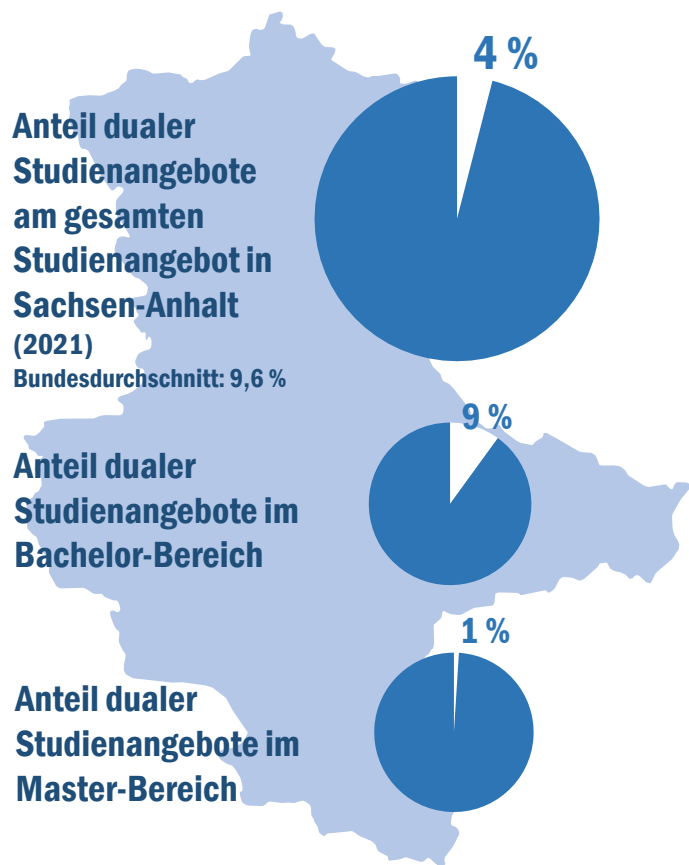 4 %
Anteil dualer
Studienangebote
am gesamten
Studienangebot in
Sachsen-Anhalt
(2021)
Bundesdurchschnitt: 9,6 %
9 %
Anteil dualer
Studienangebote im
Bachelor-Bereich
1 %
Anteil dualer
Studienangebote im
Master-Bereich